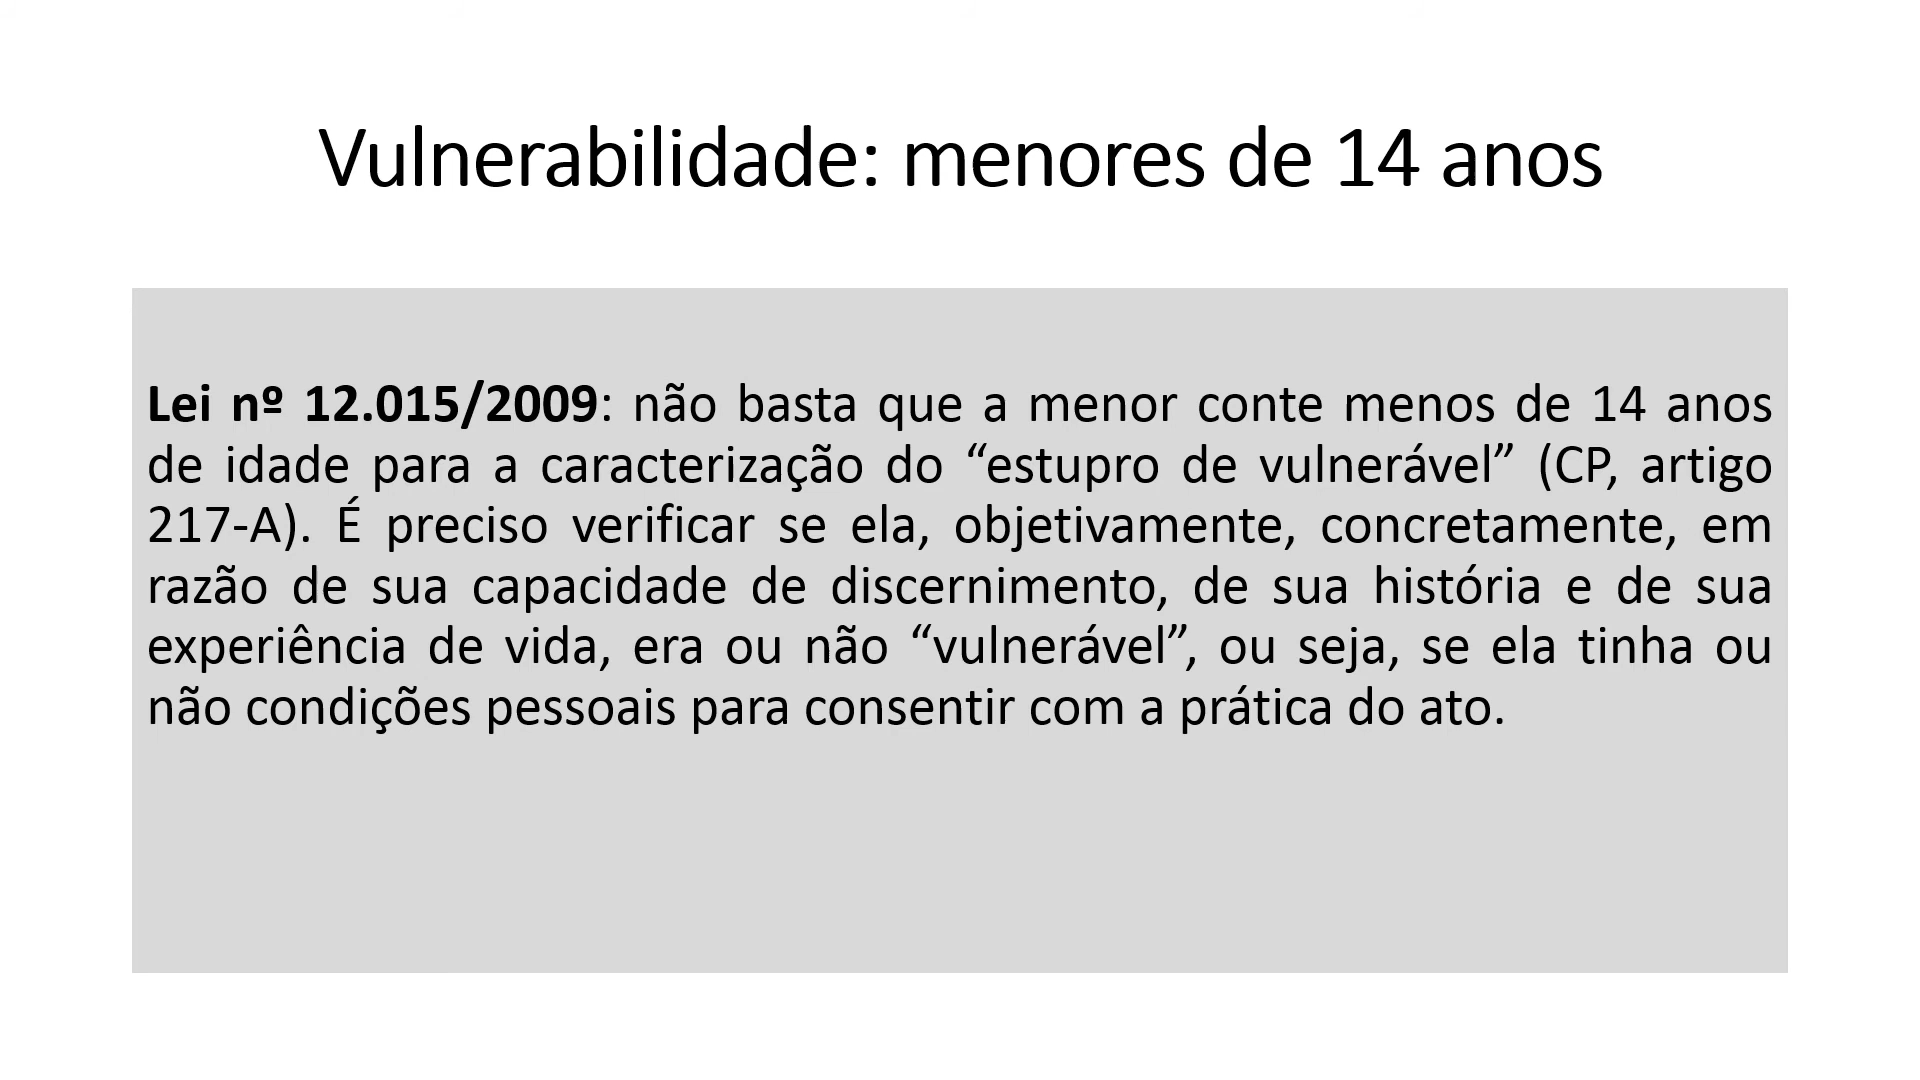 Vulnerabilidade: menores de 14 anos
Lei nº 12.015/2009: não basta que a menor conte menos de 14 anos
de idade para a caracterização do “estupro de vulnerável” (CP, artigo
217-A). É preciso verificar se ela, objetivamente, concretamente, em
razão de sua capacidade de discernimento, de sua história e de sua
experiência de vida, era ou não “vulnerável”, ou seja, se ela tinha ou
não condições pessoais para consentir com a prática do ato.